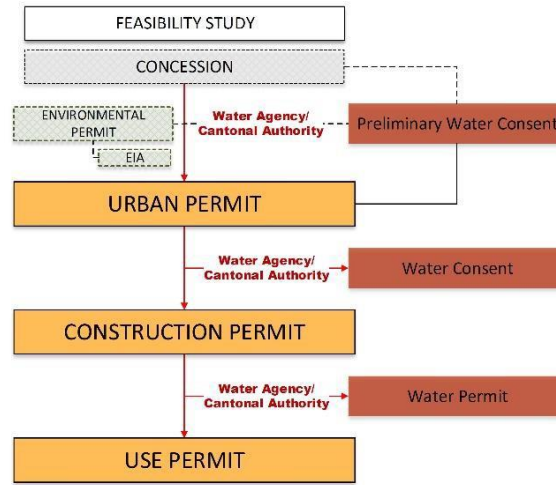 FEASIBILITY STUDY
CONCESSION
ENVIRONMENTAL
PERMIT
EIA
Water Agency/
Cantonal Authority
Preliminary Water Consent
URBAN PERMIT
Water Agency/
Cantonal Authority
Water Consent
CONSTRUCTION PERMIT
Water Agency/
Cantonal Authority
Water Permit
USE PERMIT